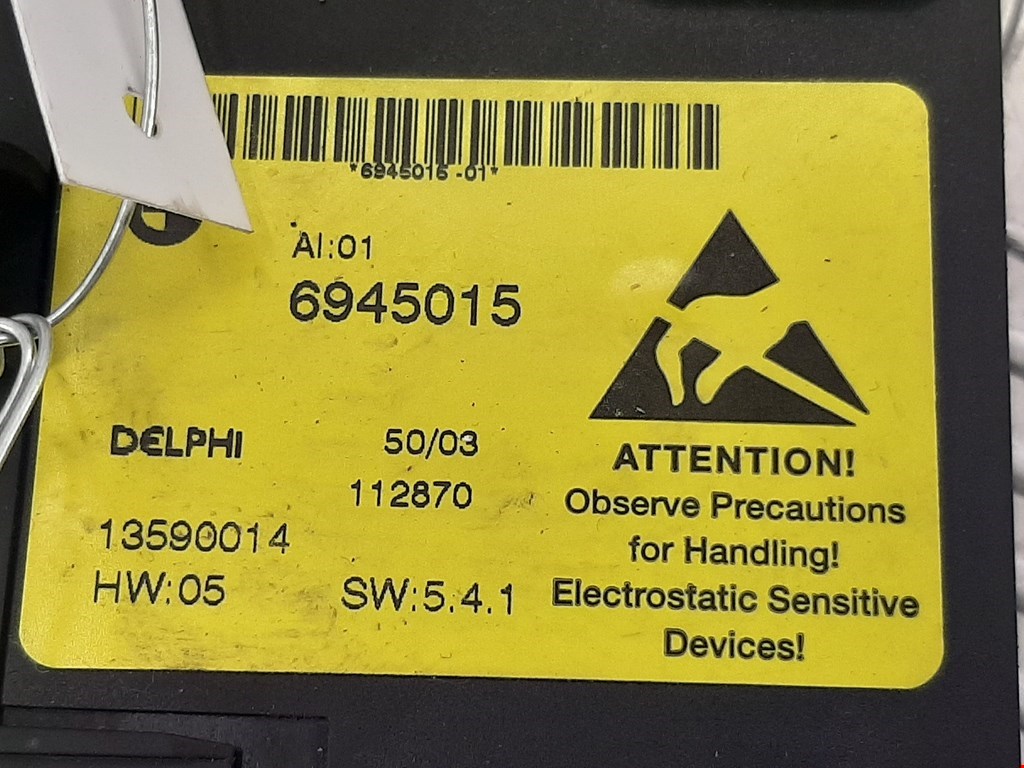 *6945015-01*
AI:01
6945015
DELPHI 50/03
112870
13590014
HW:05 SW:5.4.1
ATTENTION!
Observe Precautions
for Handling!
Electrostatic Sensitive
Devices!